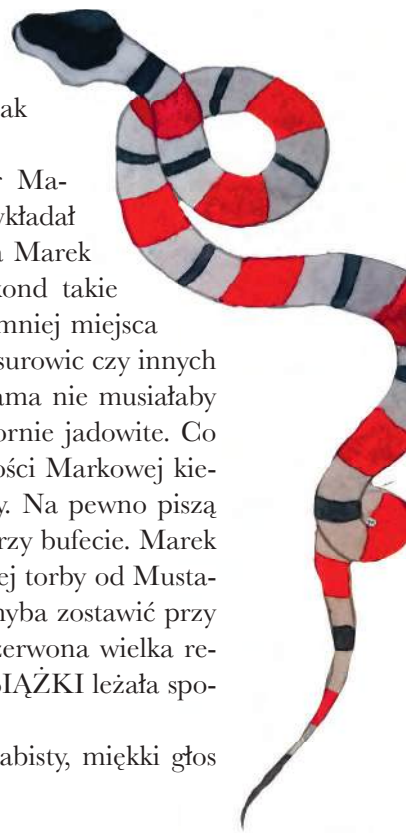 ak
r Ma-
ykładał
a Marek
kond takie
mniej miejsca
surowic czy innych
ama nie musiałaby
ornie jadowite. Co
ości Markowej kie-
y. Na pewno piszą
rzy bufecie. Marek
ej torby od Musta-
nyba zostawić przy
zerwona wielka re-
SIĄŻKI leżała spo-
abisty, miękki głos